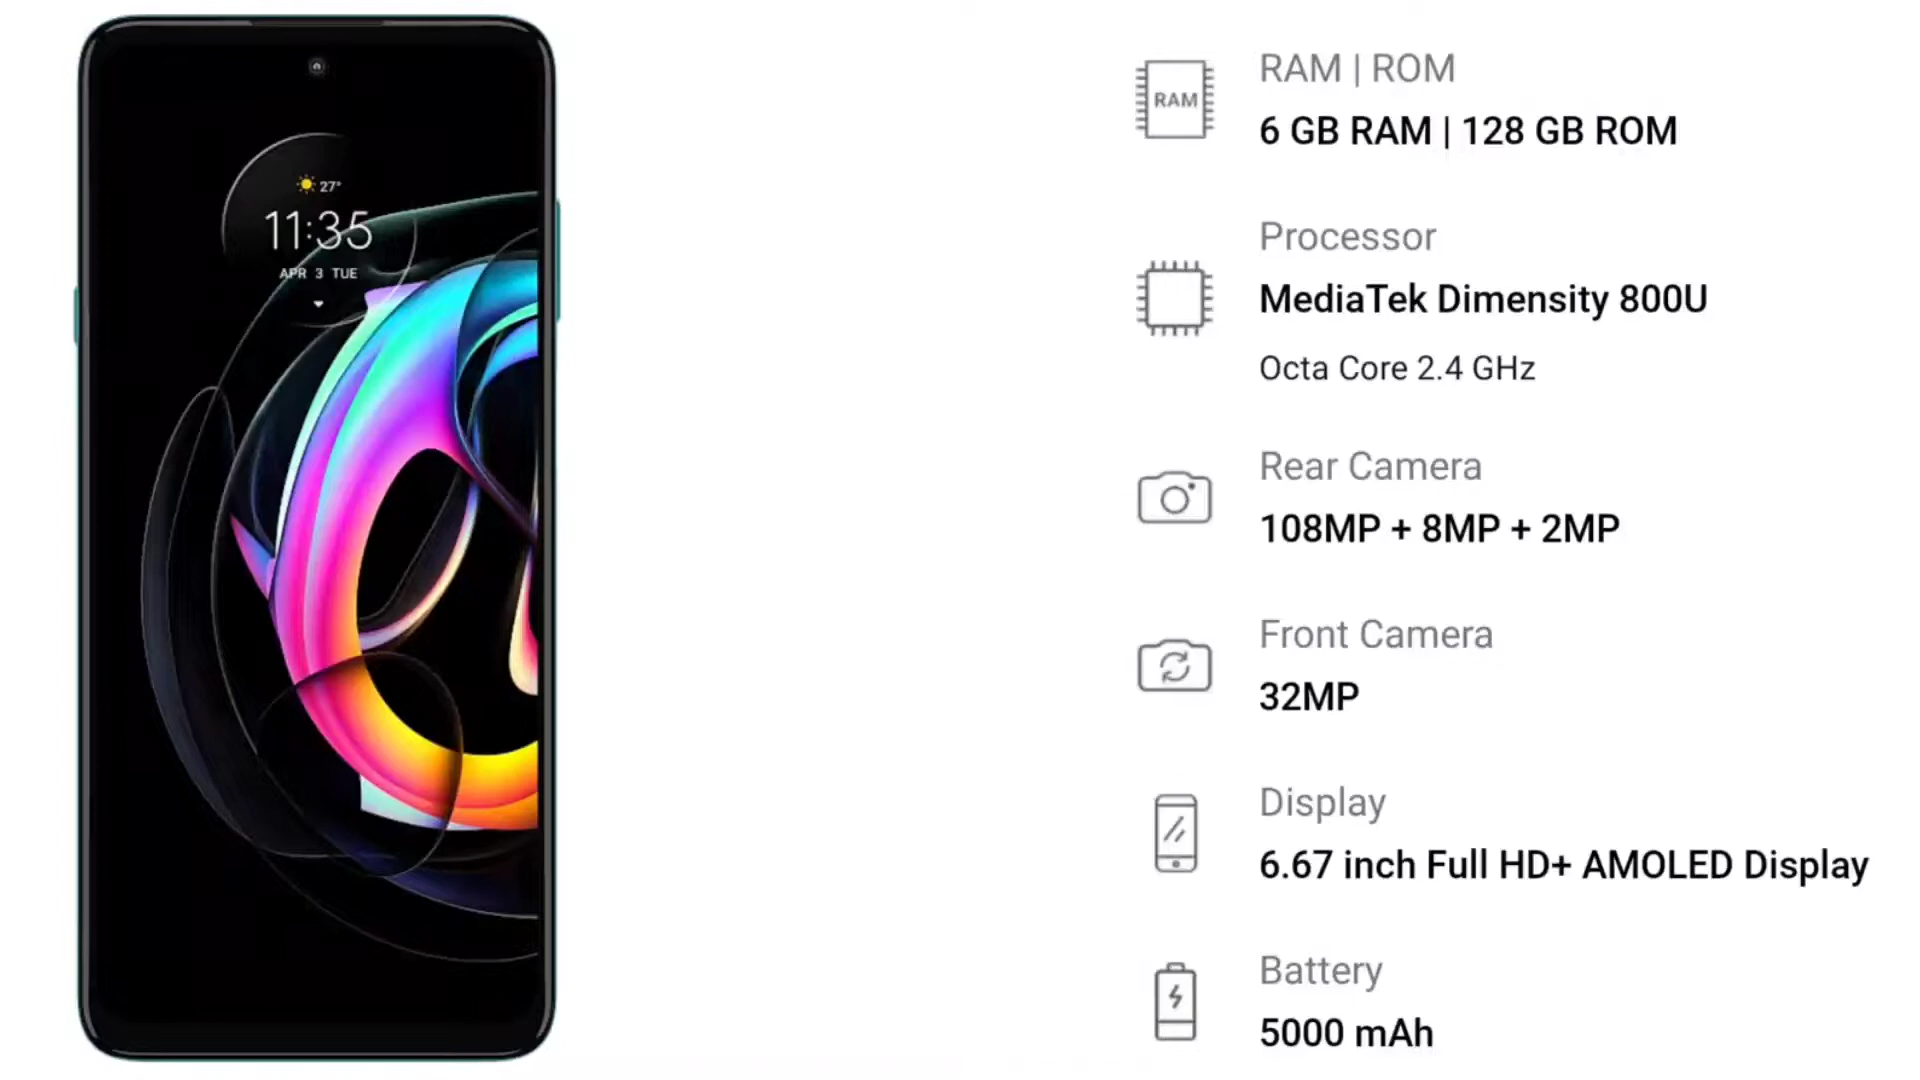 27°
11:35
APR 3 TUE
RAM | ROM
RAM
6 GB RAM | 128 GB ROM
Processor
MediaTek Dimensity 800U
Octa Core 2.4 GHz
Rear Camera
108MP + 8MP + 2MP
Front Camera
32MP
Display
6.67 inch Full HD+ AMOLED Display
Battery
5000 mAh